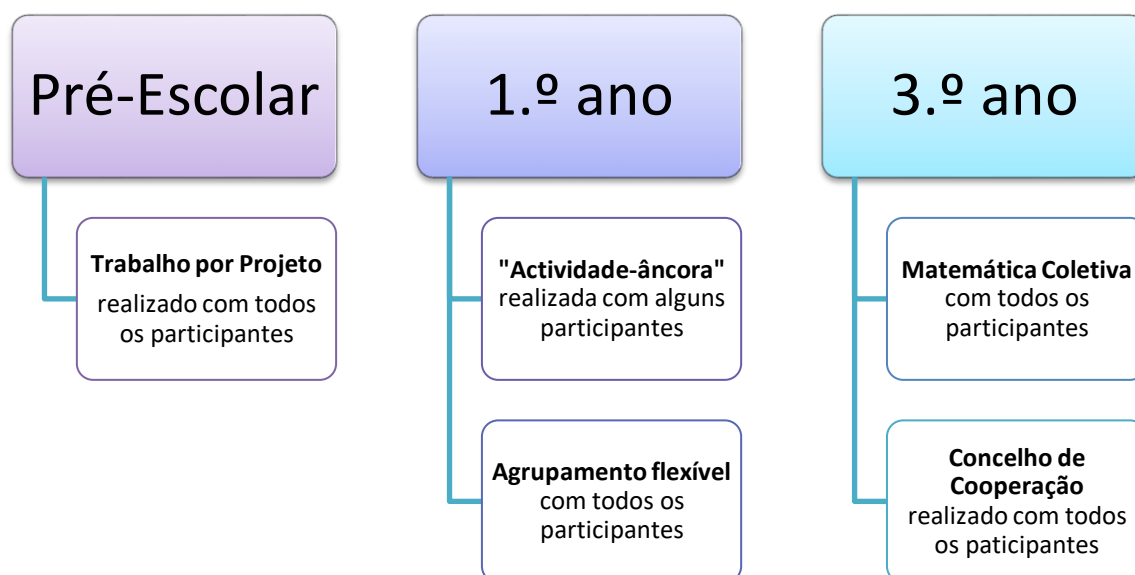 Pré-Escolar
Trabalho por Projeto
realizado com todos
os participantes
1.º ano
"Actividade-âncora"
realizada com alguns
participantes
Agrupamento flexível
com todos os
participantes
3.º ano
Matemática Coletiva
com todos os
participantes
Concelho de
Cooperação
realizado com todos
os paticipantes